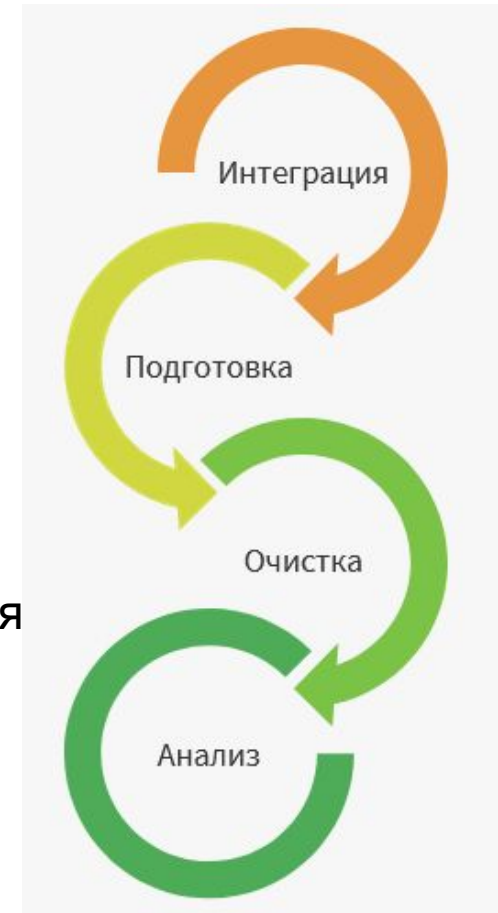 Интеграция
Подготовка
Очистка
я
Анализ